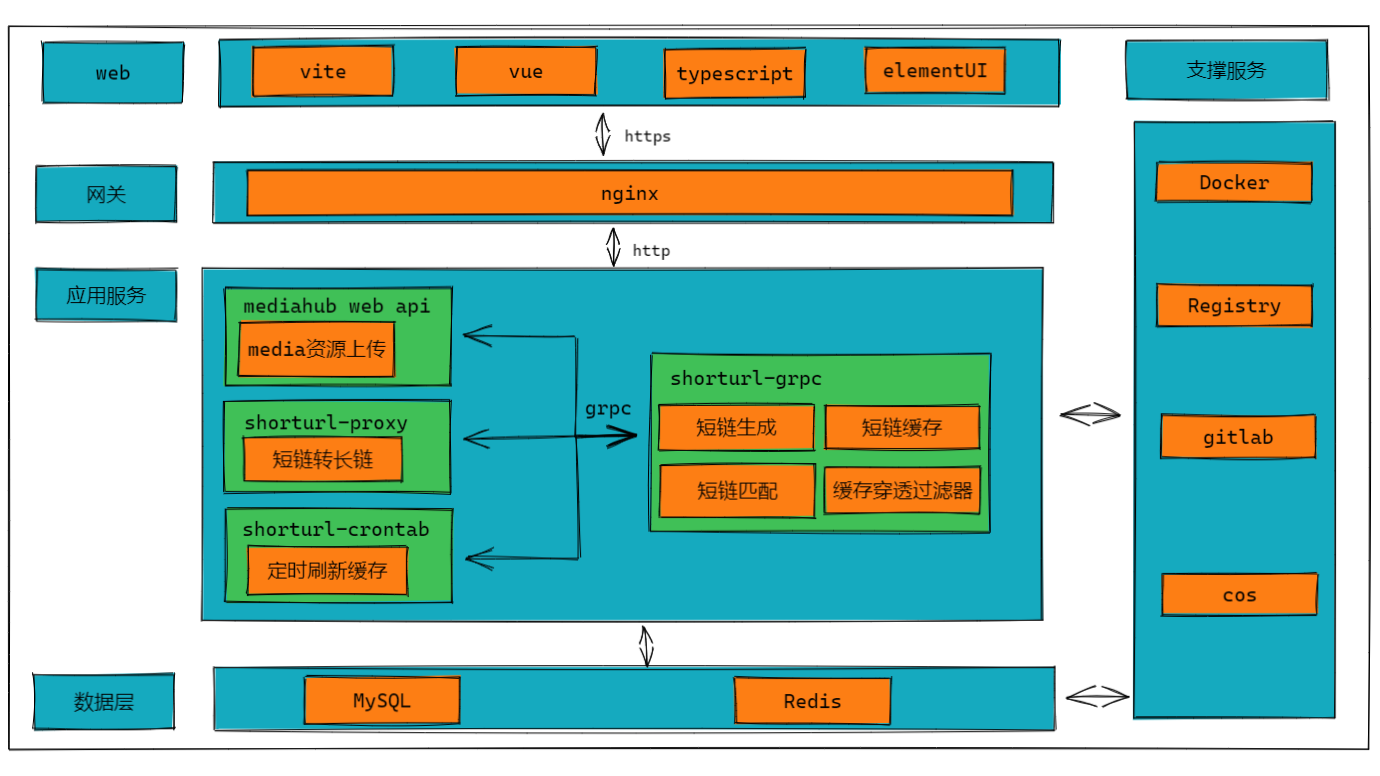 web
vite
vue
typescript
elementUI
支撑服务
https
网关
nginx
Docker
http
应用服务
mediahub web api
media资源上传
Registry
shorturl-proxy
短链转长链
grpc
shorturl-grpc
短链生成
短链缓存
短链匹配
缓存穿透过滤器
gitlab
shorturl-crontab
定时刷新缓存
cos
数据层
MySQL
Redis